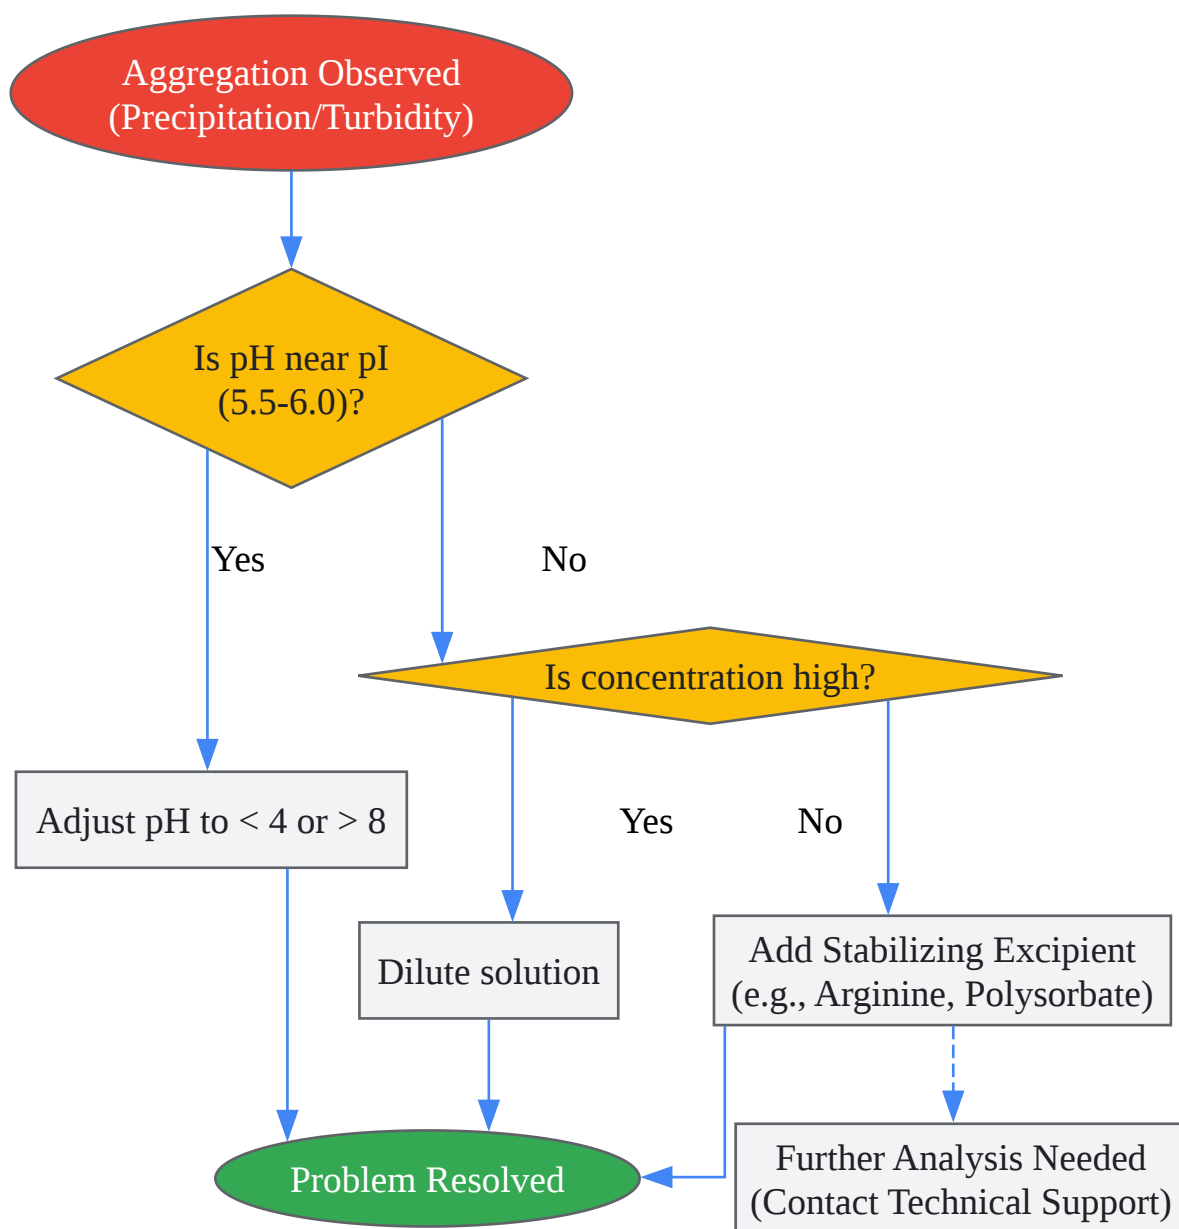 Aggregation Observed
(Precipitation/Turbidity)
Is pH near pI
(5.5-6.0)?
Yes
No
Is concentration high?
Adjust pH to < 4 or > 8
Yes
No
Dilute solution
Add Stabilizing Excipient
(e.g., Arginine, Polysorbate)
Problem Resolved
Further Analysis Needed
(Contact Technical Support)